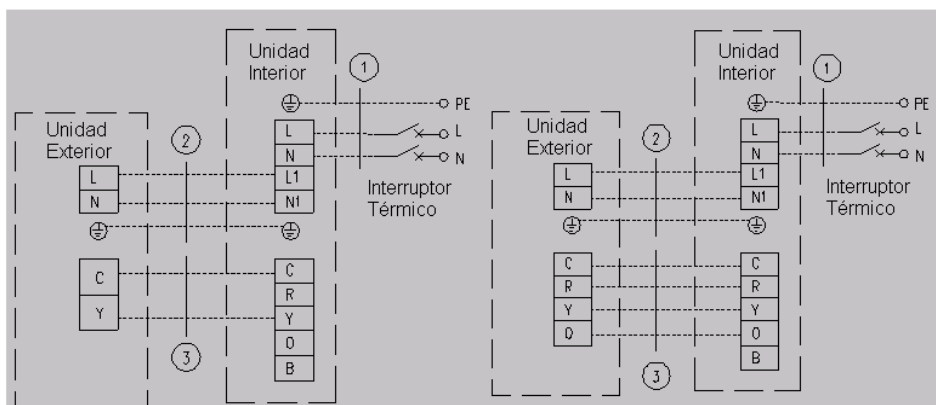 Unidad
Interior
1
PE
L
N
L
N
L1
N1
Interruptor
Térmico
Unidad
Exterior
2
L
N
C
Y
C
R
Y
O
B
3
Unidad
Interior
1
PE
L
N
L
N
L1
N1
Interruptor
Térmico
Unidad
Exterior
2
L
N
C
R
Y
O
C
R
Y
O
B
3